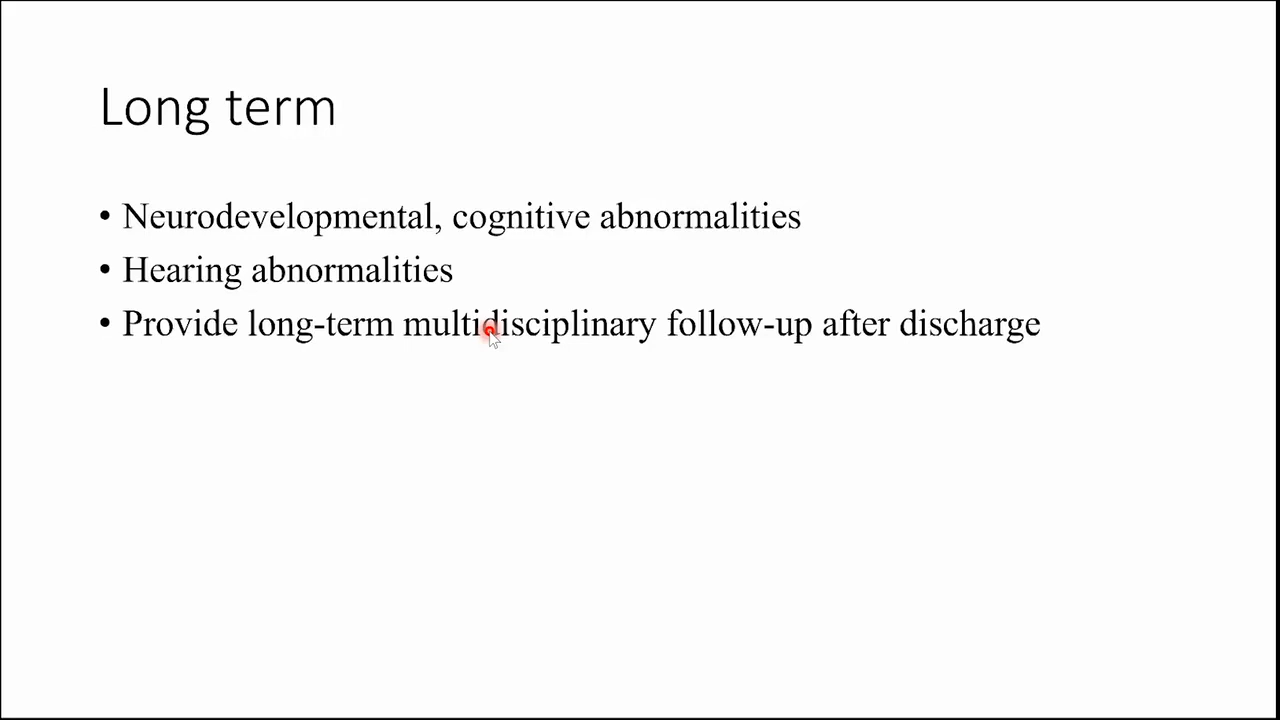 Long term
• Neurodevelopmental, cognitive abnormalities
• Hearing abnormalities
• Provide long-term multidisciplinary follow-up after discharge